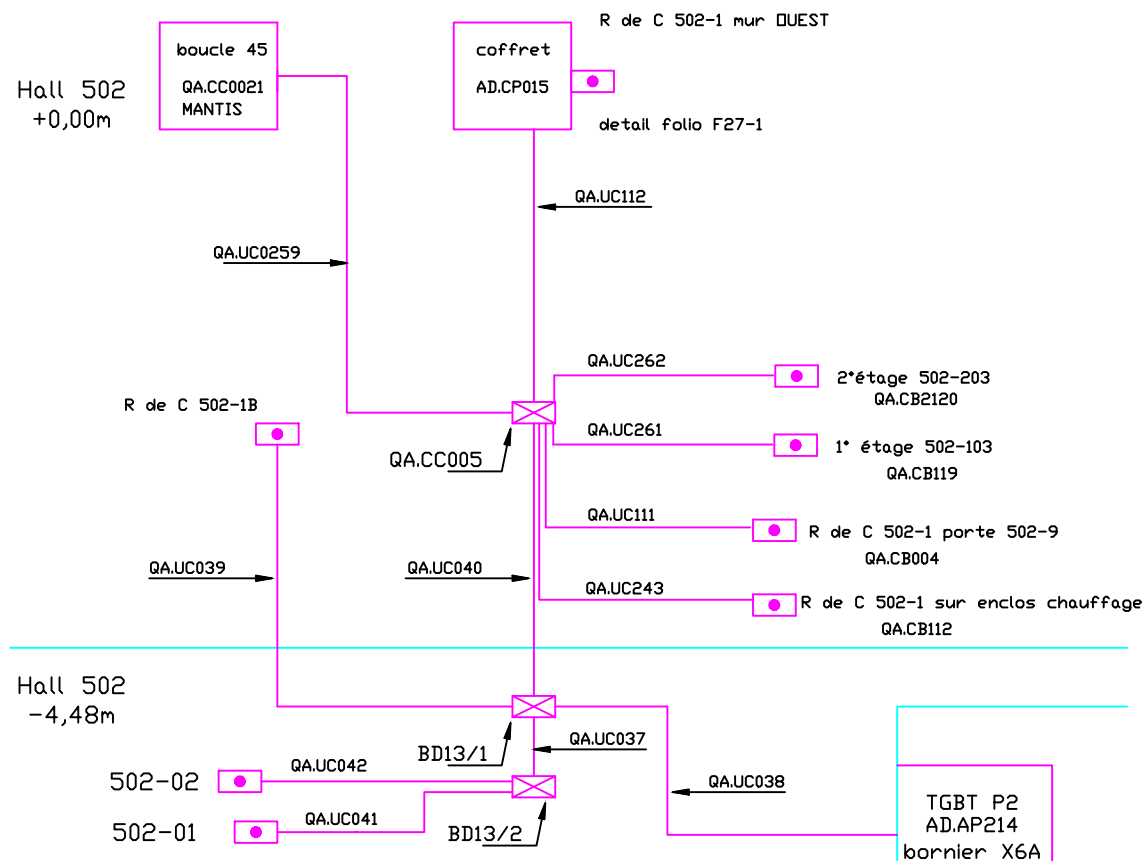 R de C 502-1 mur OUEST
boucle 45
QA.CC0021
MANTIS
coffret
AD.CP015
Hall 502
+0,00m
detail folio F27-1
QA.UC112
QA.UC0259
QA.UC262
2°étage 502-203
QA.CB2120
R de C 502-1B
QA.UC261
1° étage 502-103
QA.CB119
QA.CC005
QA.UC111
R de C 502-1 porte 502-9
QA.CB004
QA.UC039
QA.UC040
QA.UC243
R de C 502-1 sur enclos chauffage
QA.CB112
Hall 502
-4,48m
BD13/1
QA.UC037
502-02
QA.UC042
QA.UC038
502-01
QA.UC041
BD13/2
TGBT P2
AD.AP214
bornier X6A